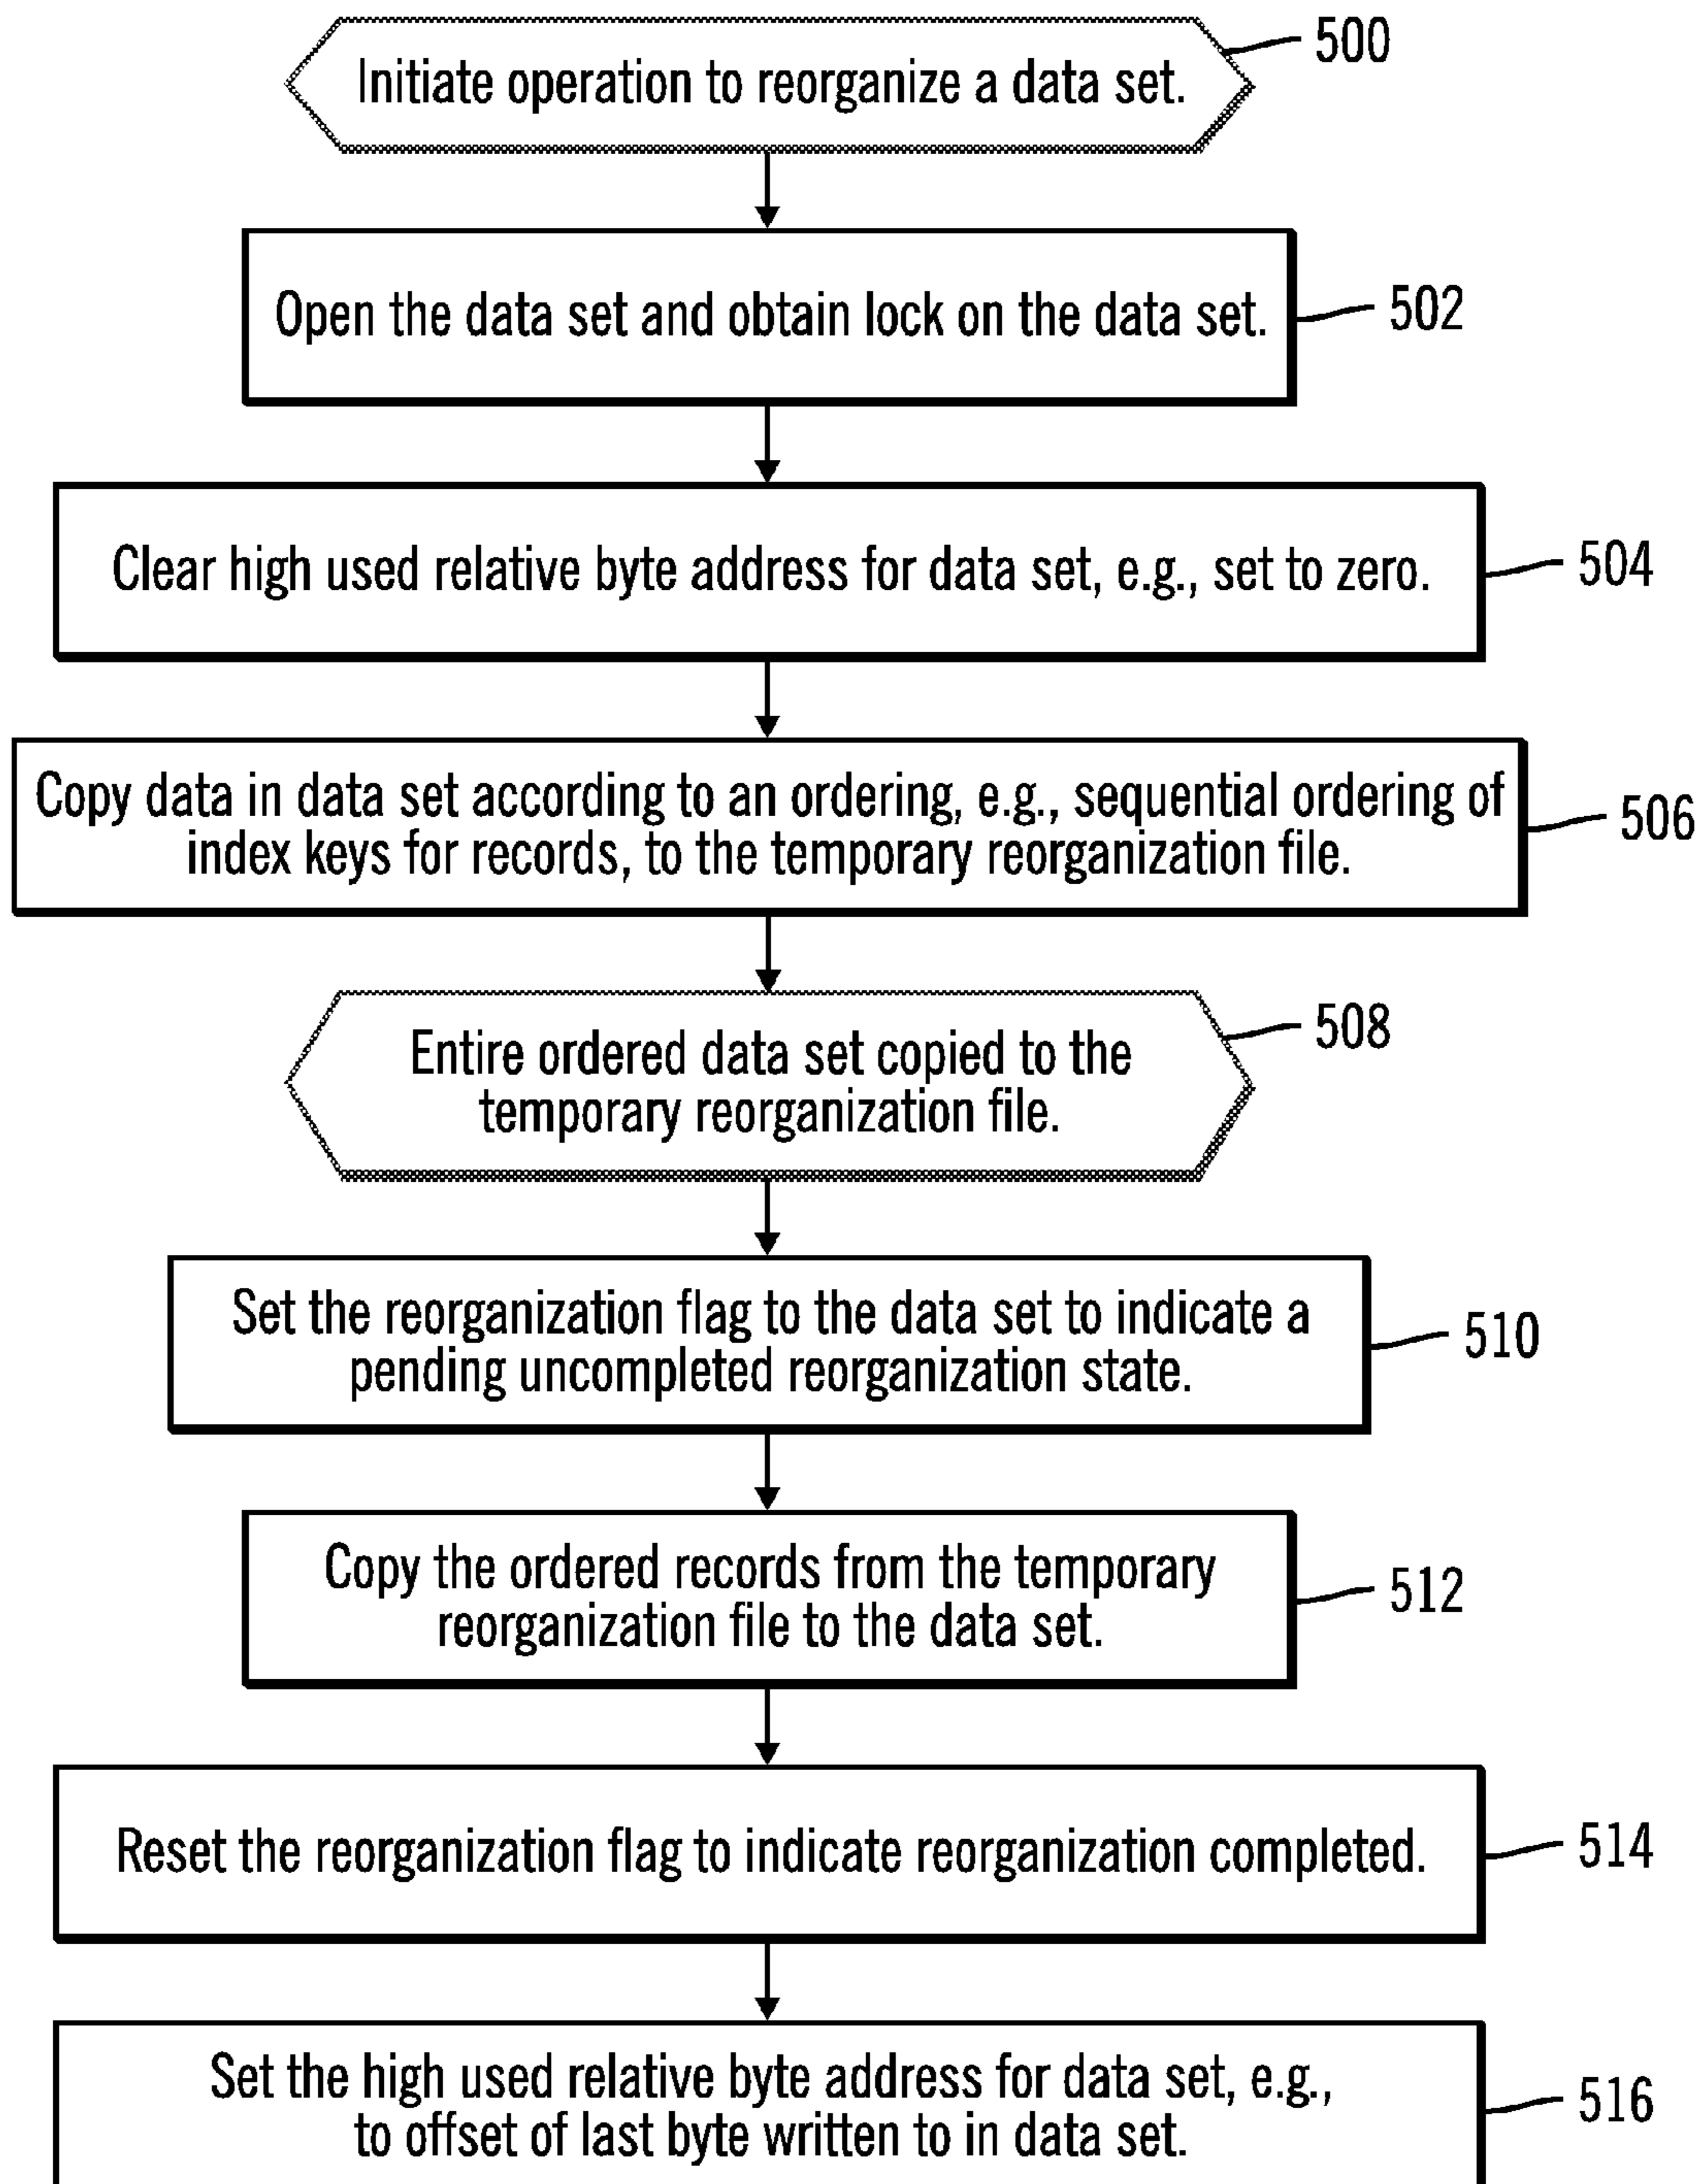 500
Initiate operation to reorganize a data set.
Open the data set and obtain lock on the data set.
502
Clear high used relative byte address for data set, e.g., set to zero.
504
Copy data in data set according to an ordering, e.g., sequential ordering of
index keys for records, to the temporary reorganization file.
506
508
Entire ordered data set copied to the
temporary reorganization file.
Set the reorganization flag to the data set to indicate a
pending uncompleted reorganization state.
510
Copy the ordered records from the temporary
reorganization file to the data set.
512
Reset the reorganization flag to indicate reorganization completed.
514
Set the high used relative byte address for data set, e.g.,
to offset of last byte written to in data set.
516